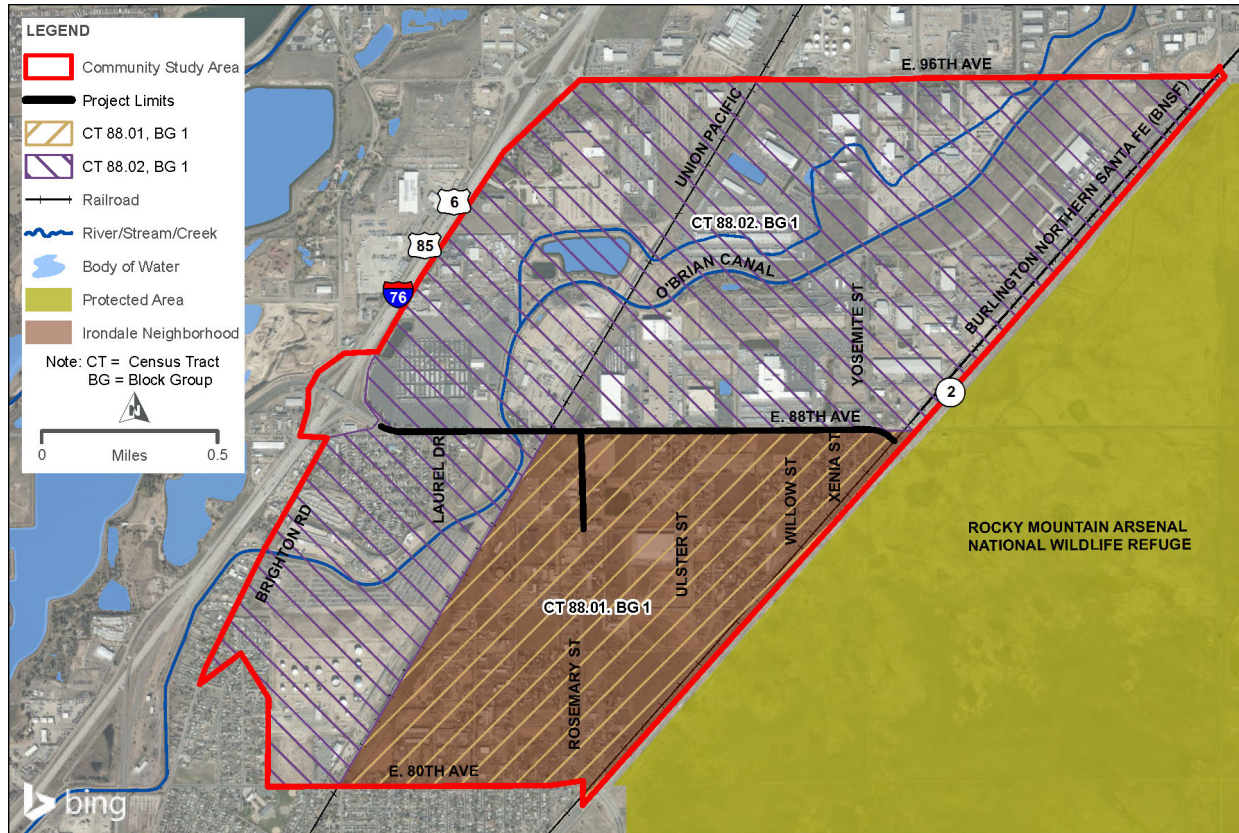 LEGEND
Community Study Area
Project Limits
CT 88.01, BG 1
CT 88.02, BG 1
Railroad
River/Stream/Creek
Body of Water
Protected Area
Irondale Neighborhood
Note: CT = Census Tract
BG = Block Group
N
0 0.5
Miles
E. 96TH AVE
UNION PACIFIC
BURLINGTON NORTHERN SANTA FE (BNSF)
6
85
76
CT 88.02. BG 1
O'BRIAN CANAL
YOSEMITE ST
2
E. 88TH AVE
LAUREL DR
XENIA ST
WILLOW ST
ULSTER ST
BRIGHTON RD
ROCKY MOUNTAIN ARSENAL
NATIONAL WILDLIFE REFUGE
CT 88.01. BG 1
ROSEMARY ST
E. 80TH AVE
bing